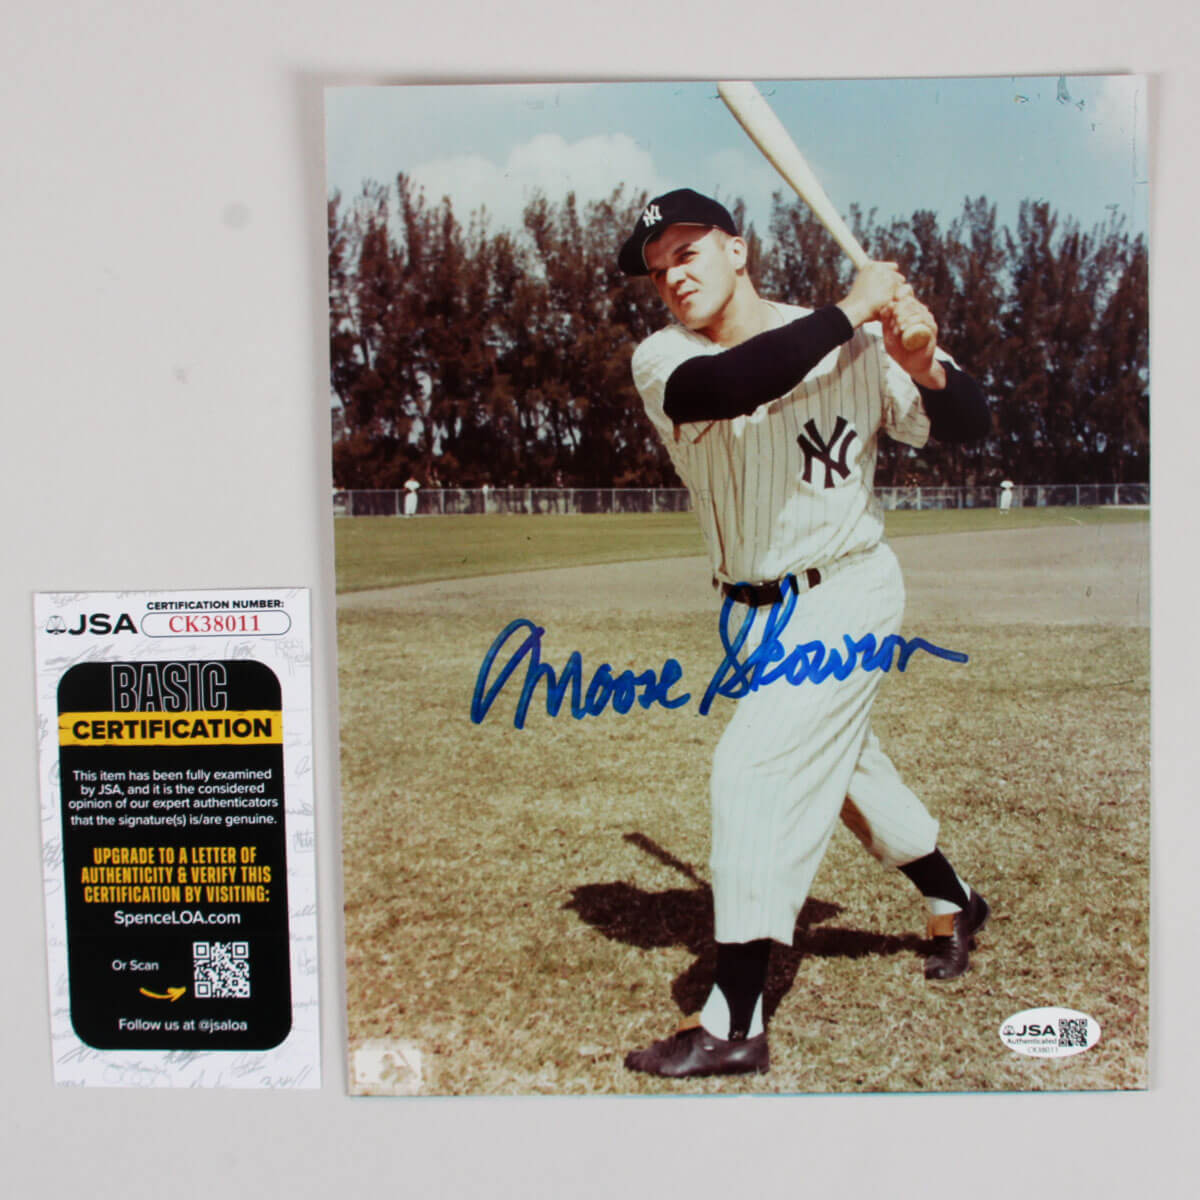 NY
NY
Moose Skowron
JSA
CERTIFICATION NUMBER:
CK38011
BASIC
CERTIFICATION
This item has been fully examined
by JSA, and it is the considered
opinion of our expert authenticators
that the signature(s) is/are genuine.
UPGRADE TO A LETTER OF
AUTHENTICITY & VERIFY THIS
CERTIFICATION BY VISITING:
SpenceLOA.com
Or Scan
Follow us at @jsaloa
JSA
Authenticated
CK38011